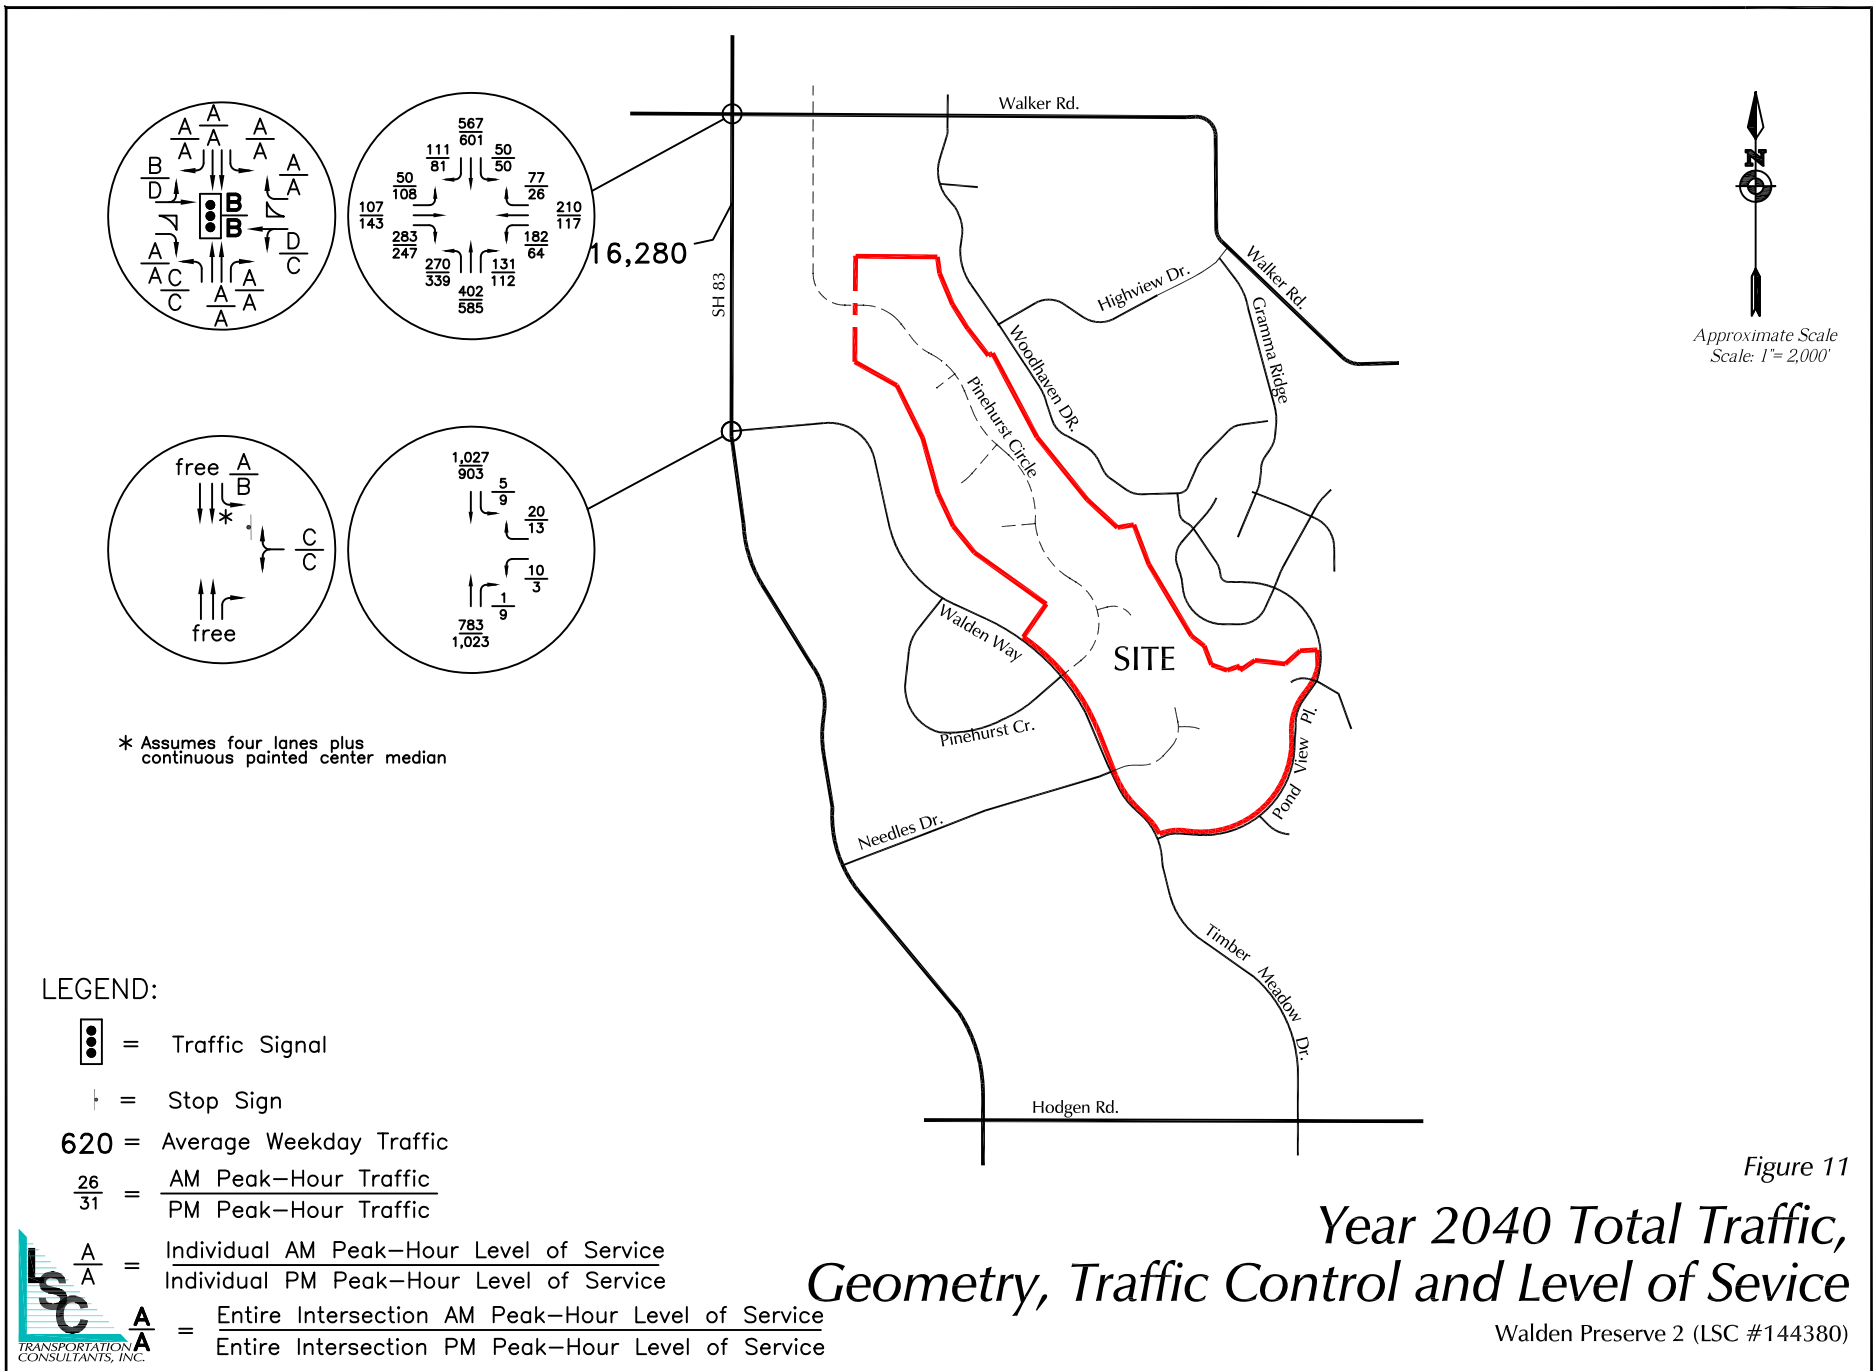 Walker Rd.
A
A
A
A
A
A
B
D
A
A
B
B
A
A
D
C
C
C
A
A
A
A
567
601
111
81
50
50
50
108
77
26
107
143
210
117
283
247
182
64
270
339
131
112
402
585
16,280
SH 83
Highview Dr.
Walker Rd.
Gramma Ridge
Woodhaven DR.
Pinehurst Circle
N
Approximate Scale
Scale: 1"= 2,000'
free
A
B
*
C
C
free
1,027
903
5
9
20
13
10
3
1
9
783
1,023
Walden Way
SITE
Pinehurst Cr.
Pond View Pl.
Needles Dr.
Timber Meadow Dr.
Hodgen Rd.
* Assumes four lanes plus
continuous painted center median
LEGEND:
= Traffic Signal
= Stop Sign
620 = Average Weekday Traffic
26
31
=
AM Peak-Hour Traffic
PM Peak-Hour Traffic
A
A
=
Individual AM Peak-Hour Level of Service
Individual PM Peak-Hour Level of Service
A
A
=
Entire Intersection AM Peak-Hour Level of Service
Entire Intersection PM Peak-Hour Level of Service
LSC
TRANSPORTATION
CONSULTANTS, INC.
Figure 11
Year 2040 Total Traffic,
Geometry, Traffic Control and Level of Sevice
Walden Preserve 2 (LSC #144380)